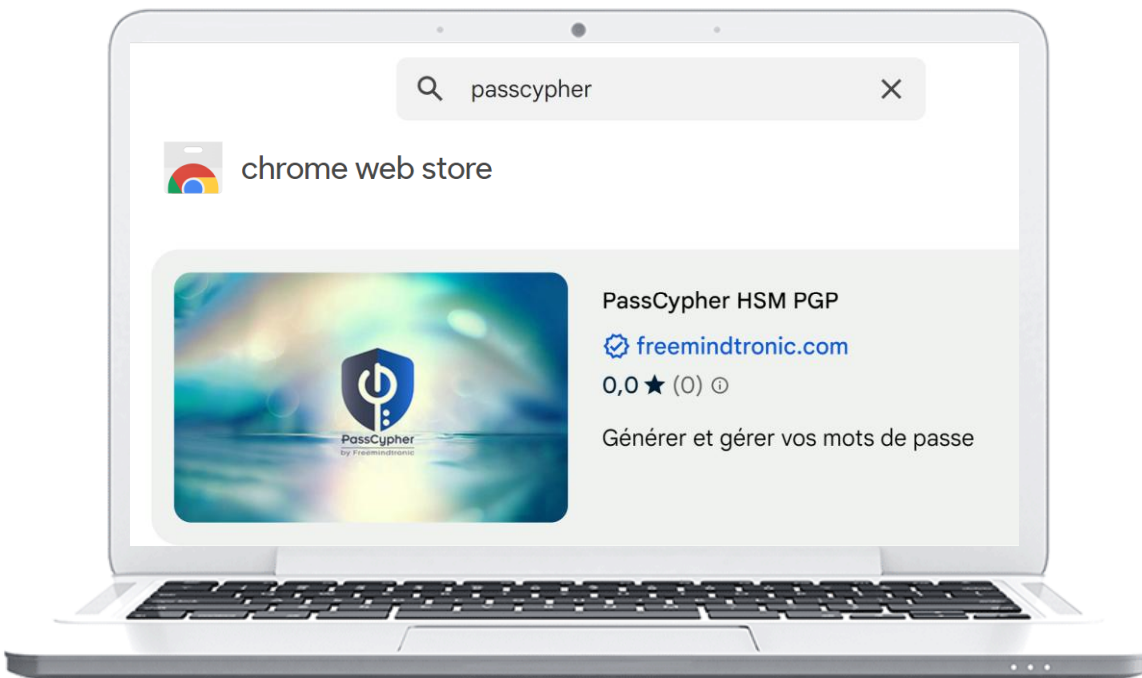 passcypher
chrome web store
PassCypher HSM PGP
freemindtronic.com
0,0 ★ (0)
Générer et gérer vos mots de passe
PassCypher
by Freemindtronic